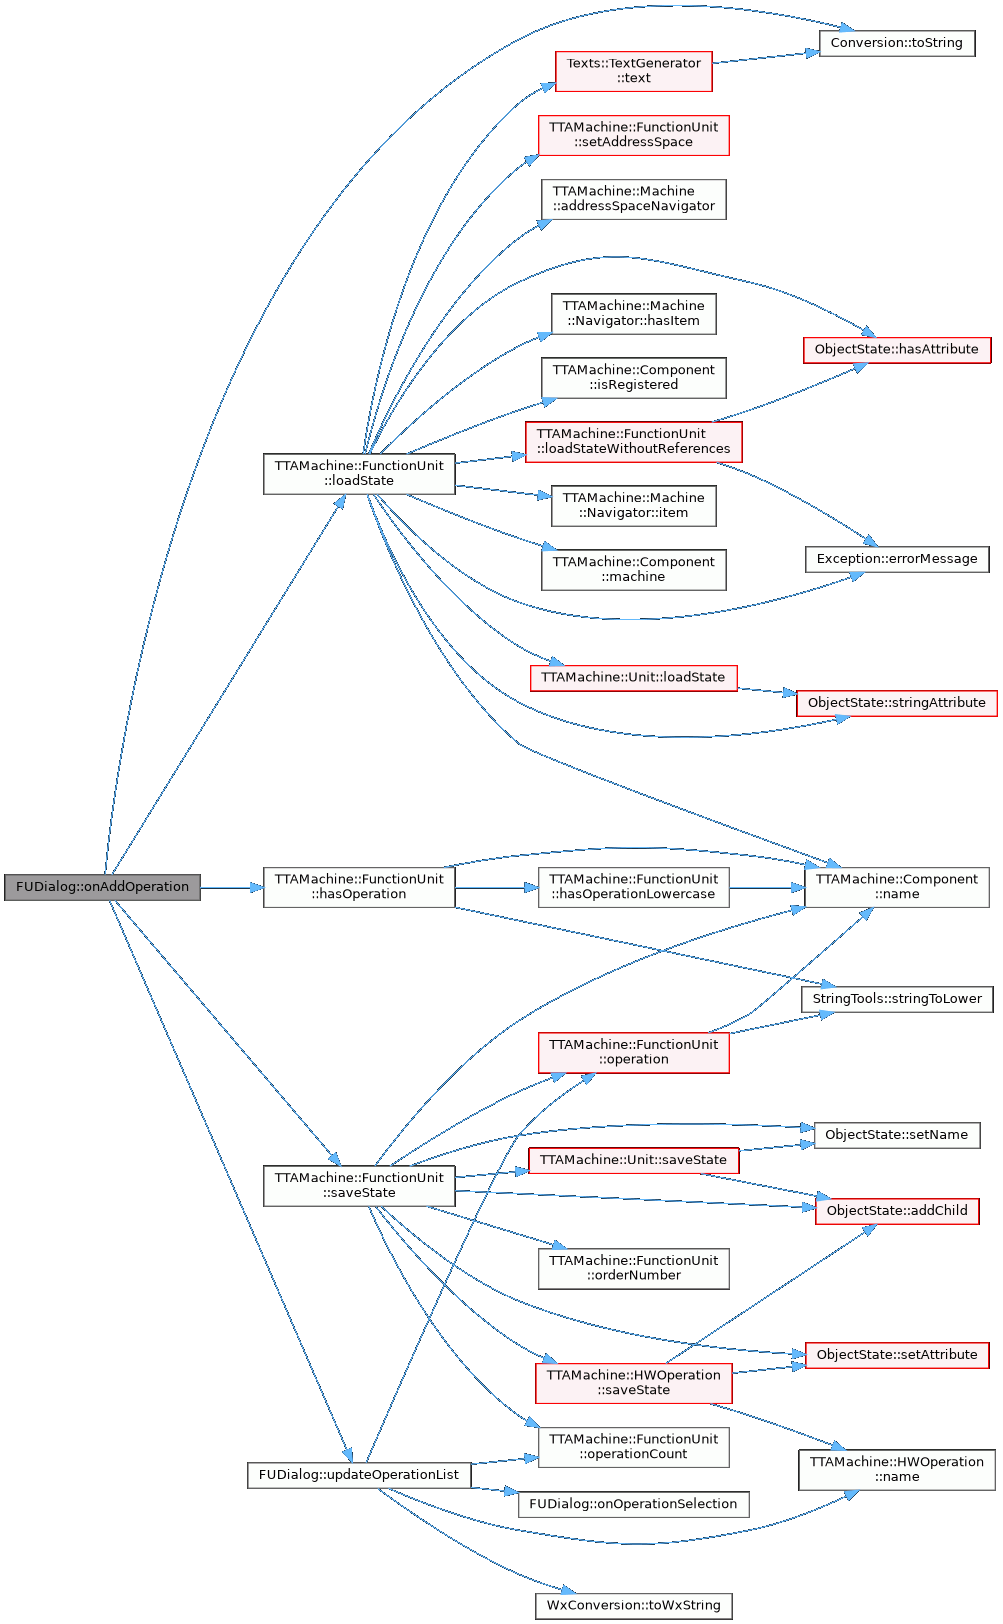 Conversion::toString
Texts::TextGenerator
::text
TTAMachine::FunctionUnit
::setAddressSpace
TTAMachine::Machine
::addressSpaceNavigator
TTAMachine::Machine
::Navigator::hasItem
ObjectState::hasAttribute
TTAMachine::Component
::isRegistered
TTAMachine::FunctionUnit
::loadStateWithoutReferences
TTAMachine::FunctionUnit
::loadState
TTAMachine::Machine
::Navigator::item
Exception::errorMessage
TTAMachine::Component
::machine
TTAMachine::Unit::loadState
ObjectState::stringAttribute
FUDialog::onAddOperation
TTAMachine::FunctionUnit
::hasOperation
TTAMachine::FunctionUnit
::hasOperationLowercase
TTAMachine::Component
::name
StringTools::stringToLower
TTAMachine::FunctionUnit
::operation
ObjectState::setName
TTAMachine::Unit::saveState
TTAMachine::FunctionUnit
::saveState
ObjectState::addChild
TTAMachine::FunctionUnit
::orderNumber
ObjectState::setAttribute
TTAMachine::HWOperation
::saveState
TTAMachine::FunctionUnit
::operationCount
FUDialog::updateOperationList
TTAMachine::HWOperation
::name
FUDialog::onOperationSelection
WxConversion::toWxString